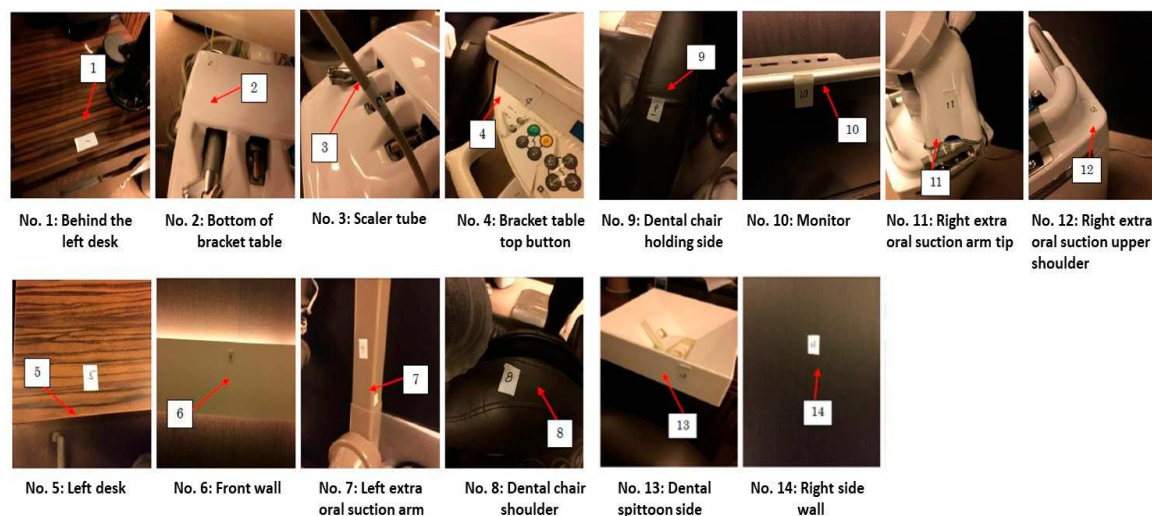 1
2
3
4
9
10
10
11
11
12
No. 1: Behind the
left desk
No. 2: Bottom of
bracket table
No. 3: Scaler tube
No. 4: Bracket table
top button
No. 9: Dental chair
holding side
No. 10: Monitor
No. 11: Right extra
oral suction arm tip
No. 12: Right extra
oral suction upper
shoulder
5
5
6
7
8
8
13
14
No. 5: Left desk
No. 6: Front wall
No. 7: Left extra
oral suction arm
No. 8: Dental chair
shoulder
No. 13: Dental
spittoon side
No. 14: Right side
wall